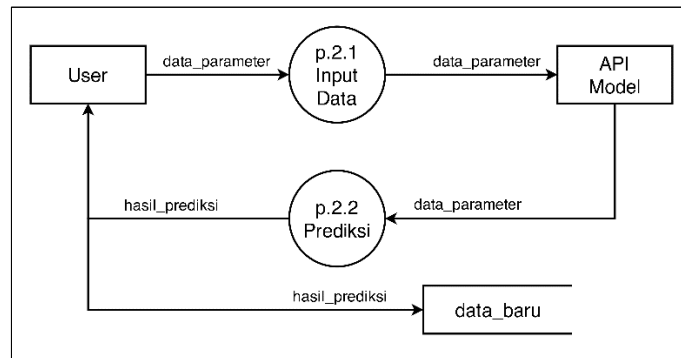 User
data_parameter
p.2.1
Input
Data
data_parameter
API
Model
hasil_prediksi
p.2.2
Prediksi
data_parameter
hasil_prediksi
data_baru